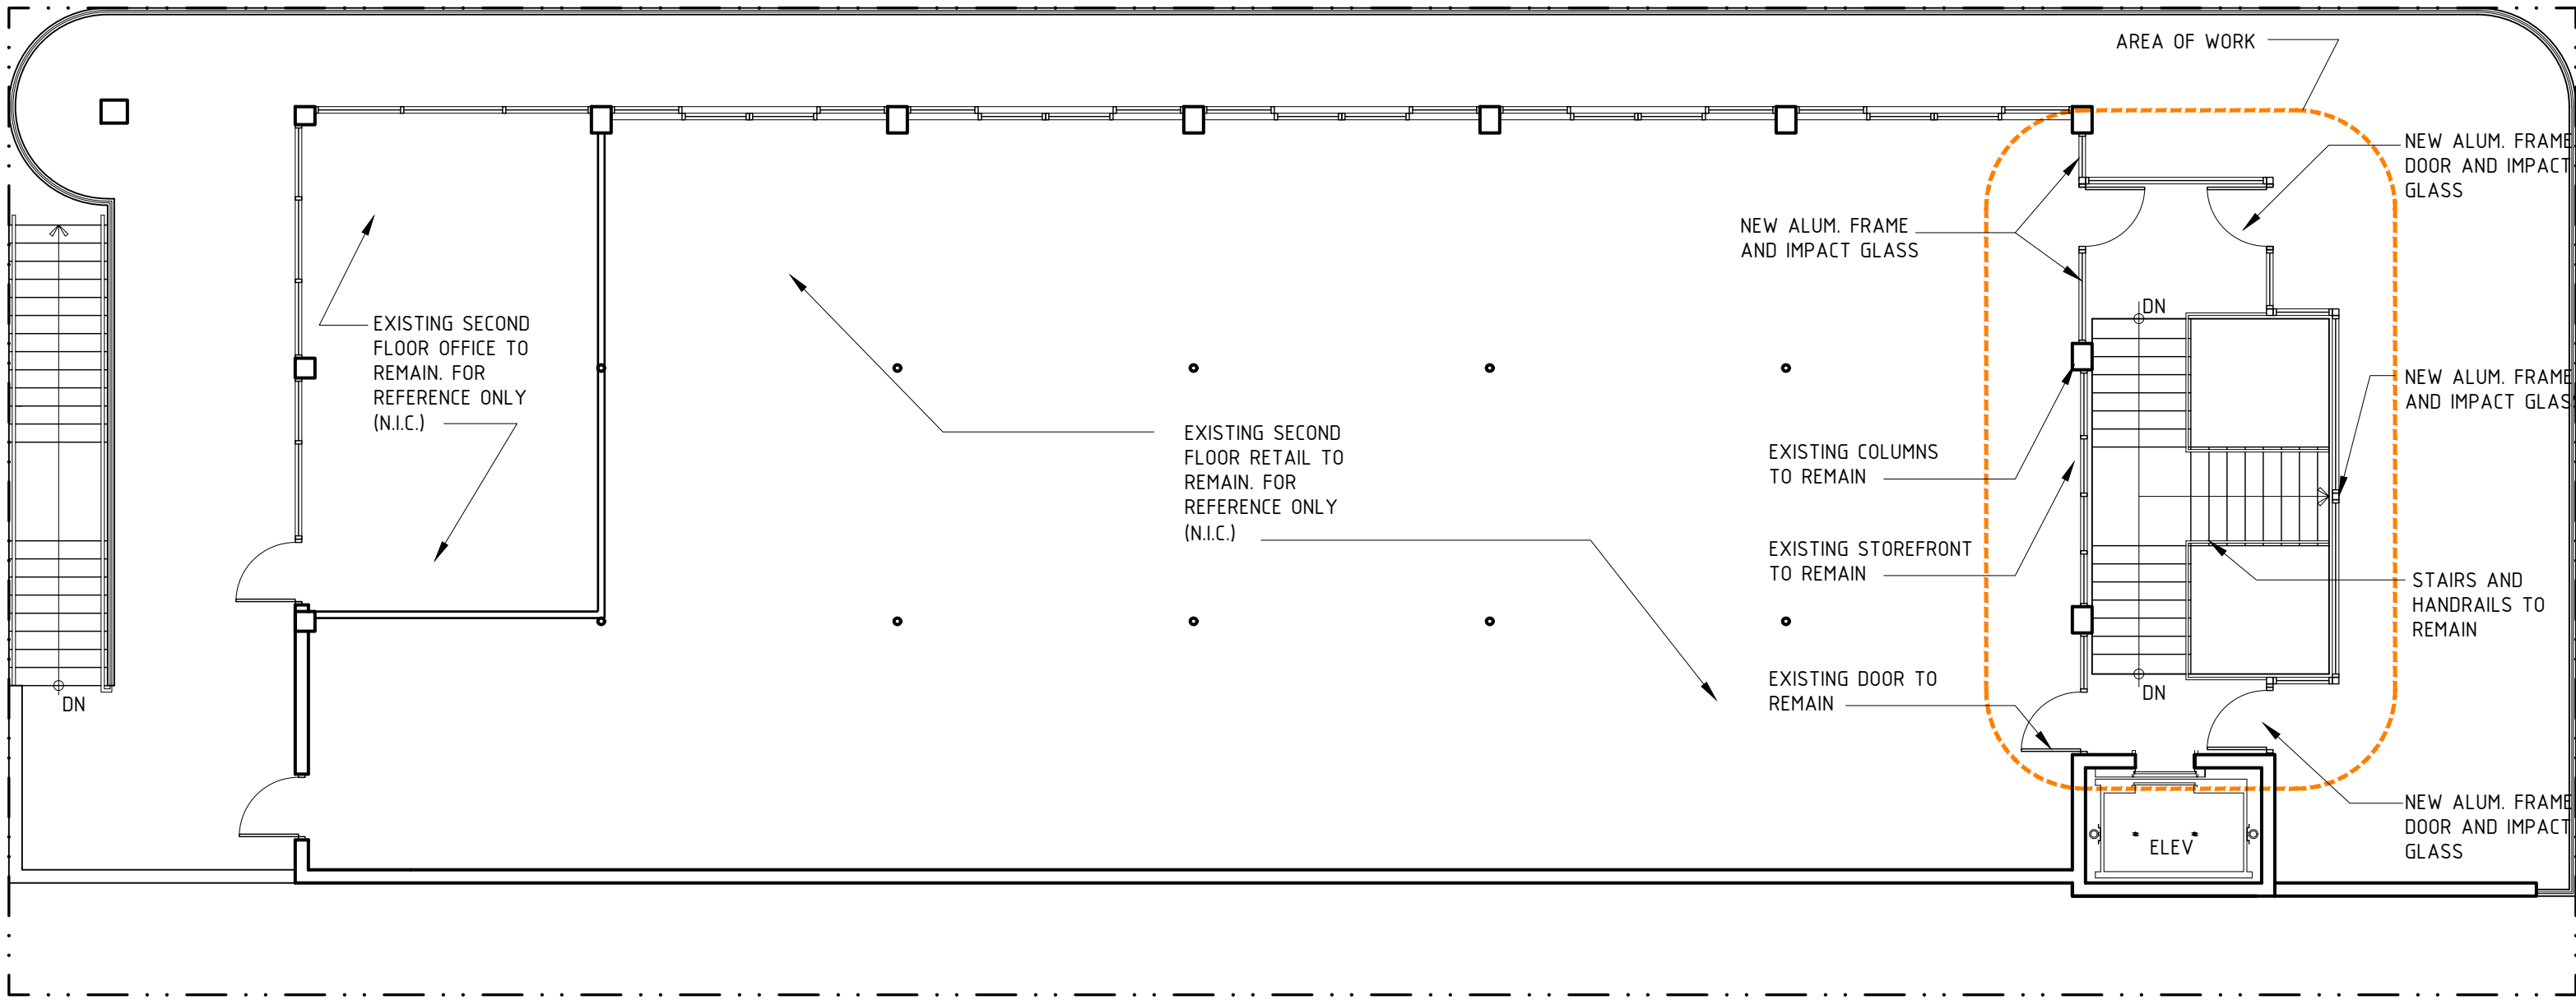 AREA OF WORK
NEW ALUM. FRAME
DOOR AND IMPACT
GLASS
NEW ALUM. FRAME
AND IMPACT GLASS
DN
EXISTING SECOND
FLOOR OFFICE TO
REMAIN. FOR
REFERENCE ONLY
(N.I.C.)
NEW ALUM. FRAME
AND IMPACT GLAS
EXISTING SECOND
FLOOR RETAIL TO
REMAIN. FOR
REFERENCE ONLY
(N.I.C.)
EXISTING COLUMNS
TO REMAIN
EXISTING STOREFRONT
TO REMAIN
STAIRS AND
HANDRAILS TO
REMAIN
EXISTING DOOR TO
REMAIN
DN
DN
NEW ALUM. FRAME
DOOR AND IMPACT
GLASS
ELEV